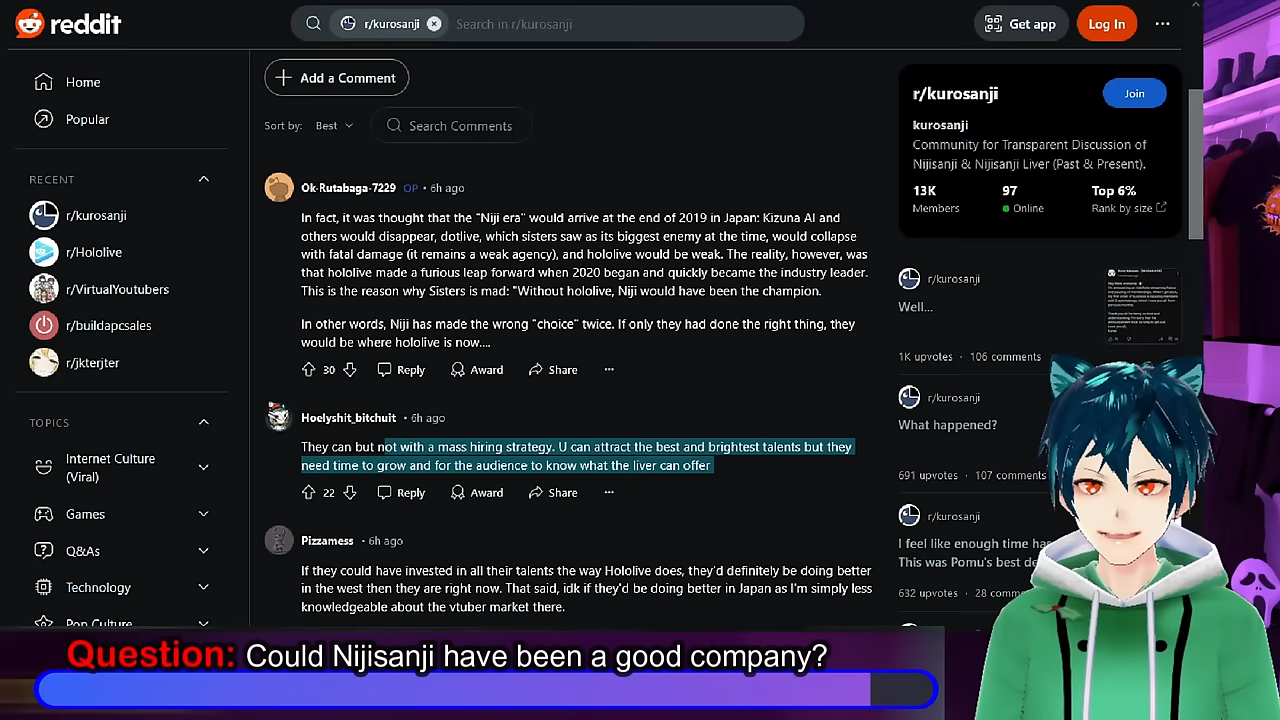 reddit
r/kurosanji
Search in r/kurosanji
Get app
Log In
Home
Popular
RECENT
r/kurosanji
r/Hololive
r/VirtualYoutubers
r/buildapcsales
r/jkterjter
TOPICS
Internet Culture
(Viral)
Games
Q&As
Technology
Pop Culture
Add a Comment
Sort by: Best
Search Comments
Ok-Rutabaga-7229 OP • 6h ago
In fact, it was thought that the "Niji era" would arrive at the end of 2019 in Japan: Kizuna AI and
others would disappear, dotlive, which sisters saw as its biggest enemy at the time, would collapse
with fatal damage (it remains a weak agency), and hololive would be weak. The reality, however, was
that hololive made a furious leap forward when 2020 began and quickly became the industry leader.
This is the reason why Sisters is mad: "Without hololive, Niji would have been the champion.
In other words, Nijisanji made the wrong "choice" twice. If only they had done the right thing, they
would be where hololive is now....
30 Reply Award Share
Hoelyshit_bitchuit • 6h ago
They can but not with a mass hiring strategy. U can attract the best and brightest talents but they
need time to grow and for the audience to know what the liver can offer
22 Reply Award Share
Pizzamess • 6h ago
If they could have invested in all their talents the way Hololive does, they'd definitely be doing better
in the west then they are right now. That said, idk if they'd be doing better in Japan as I'm simply less
knowledgeable about the vtuber market there.
r/kurosanji
Join
kurosanji
Community for Transparent Discussion of
Nijisanji & Nijisanji Liver (Past & Present).
13K 97 Top 6%
Members Online Rank by size
r/kurosanji
Well...
1K upvotes • 106 comments
r/kurosanji
What happened?
691 upvotes • 107 comments
r/kurosanji
I feel like enough time has
This was Pomu's best de
632 upvotes • 28 comm
Question: Could Nijisanji have been a good company?